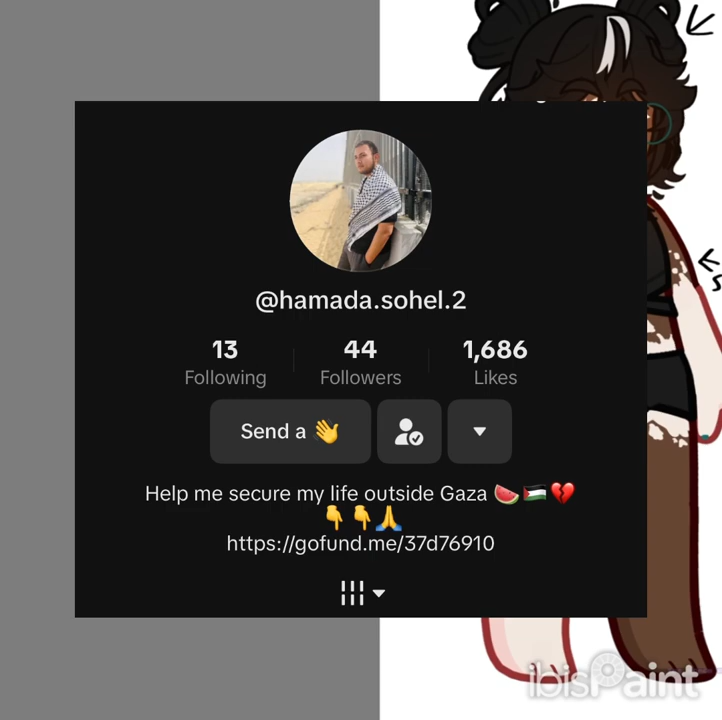 @hamada.sohel.2
13 44 1,686
Following Followers Likes
Send a 👋
Help me secure my life outside Gaza 🍉🇵🇸💔
👇👇🙏
https://gofund.me/37d76910
ibisPaint